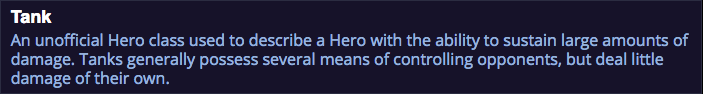 Tank
An unofficial Hero class used to describe a Hero with the ability to sustain large amounts of
damage. Tanks generally possess several means of controlling opponents, but deal little
damage of their own.